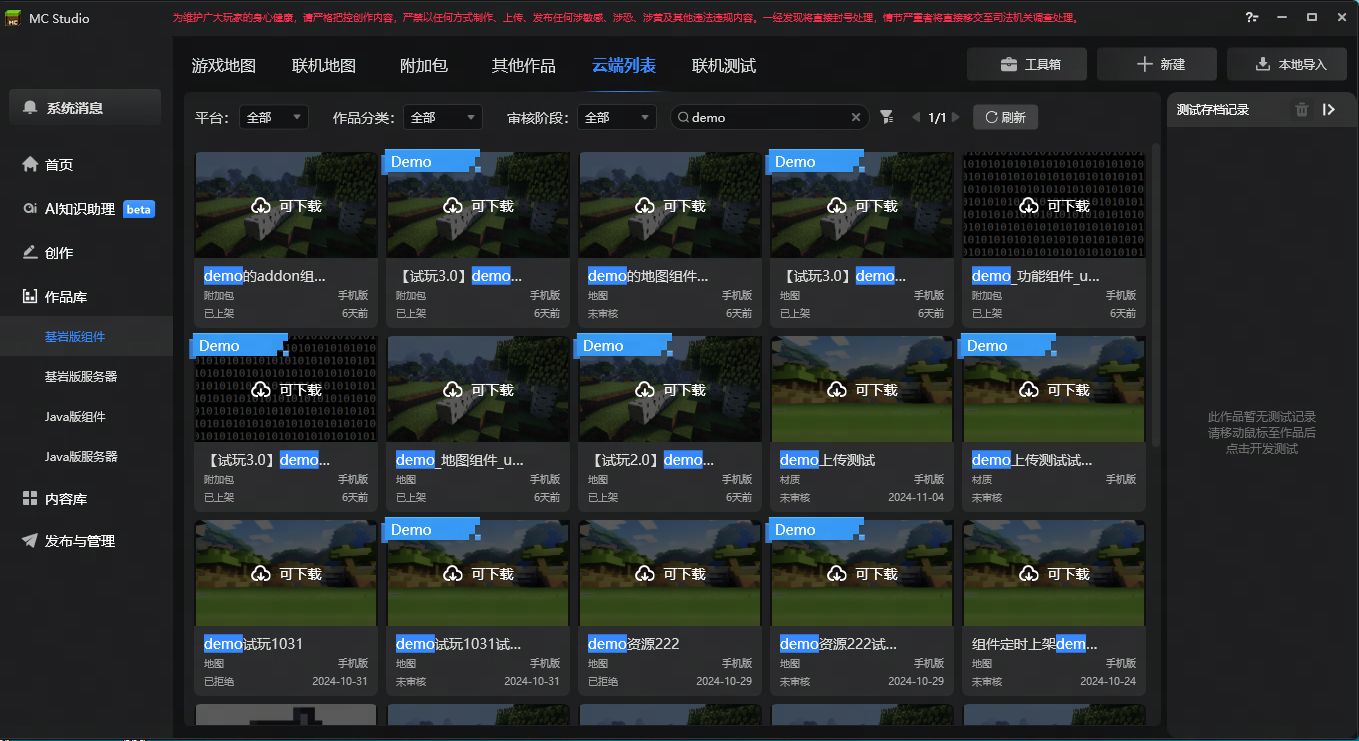 MC Studio
为维护广大玩家的身心健康，请严格把控创作内容，严禁以任何方式制作、上传、发布任何涉敏感、涉恐、涉黄及其他违法违规内容。一经发现将直接封号处理，情节严重者将直接移交至司法机关调查处理。
游戏地图 联机地图 附加包 其他作品 云端列表 联机测试
工具箱 新建 本地导入
系统消息
首页
AI知识助理 beta
创作
作品库
基岩版组件
基岩版服务器
Java版组件
Java版服务器
内容库
发布与管理
平台： 全部 作品分类： 全部 审核阶段： 全部 demo 1/1 刷新
测试存档记录
此作品暂无测试记录
请移动鼠标至作品后
点击开发测试
Demo Demo
可下载 可下载 可下载 可下载 可下载
demo的addon组... 【试玩3.0】demo... demo的地图组件... 【试玩3.0】demo... demo_功能组件_u...
附加包 手机版 附加包 手机版 地图 手机版 地图 手机版 附加包 手机版
已上架 6天前 已上架 6天前 未审核 6天前 已上架 6天前 已上架 6天前
Demo Demo Demo
可下载 可下载 可下载 可下载 可下载
【试玩3.0】demo... demo_地图组件_u... 【试玩2.0】demo... demo上传测试 demo上传测试试...
附加包 手机版 地图 手机版 地图 手机版 材质 手机版 材质 手机版
已上架 6天前 已上架 6天前 已上架 6天前 未审核 2024-11-04 未审核
Demo Demo
可下载 可下载 可下载 可下载 可下载
demo试玩1031 demo试玩1031试... demo资源222 demo资源222试... 组件定时上架dem...
地图 手机版 地图 手机版 地图 手机版 地图 手机版 地图 手机版
已拒绝 2024-10-31 未审核 2024-10-31 已拒绝 2024-10-29 未审核 2024-10-29 未审核 2024-10-24